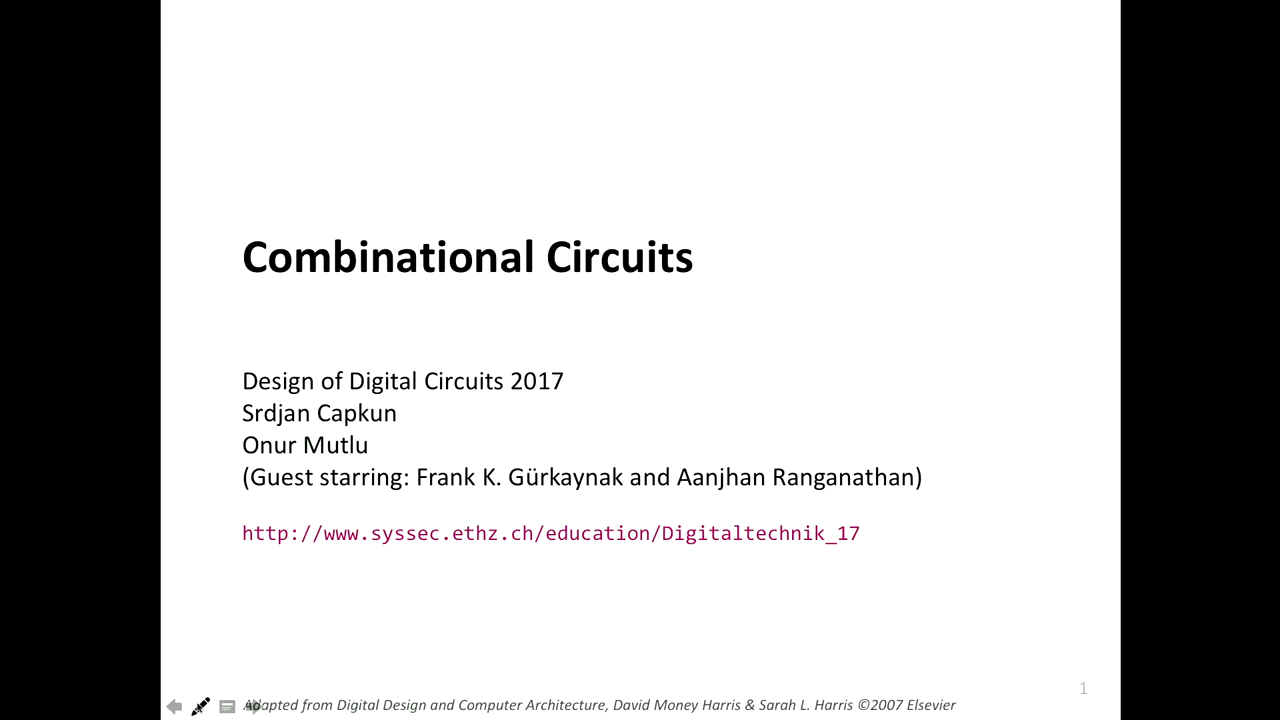 Combinational Circuits
Design of Digital Circuits 2017
Srdjan Capkun
Onur Mutlu
(Guest starring: Frank K. Gürkaynak and Aanjhan Ranganathan)
http://www.syssec.ethz.ch/education/Digitaltechnik_17
1
Adapted from Digital Design and Computer Architecture, David Money Harris & Sarah L. Harris ©2007 Elsevier